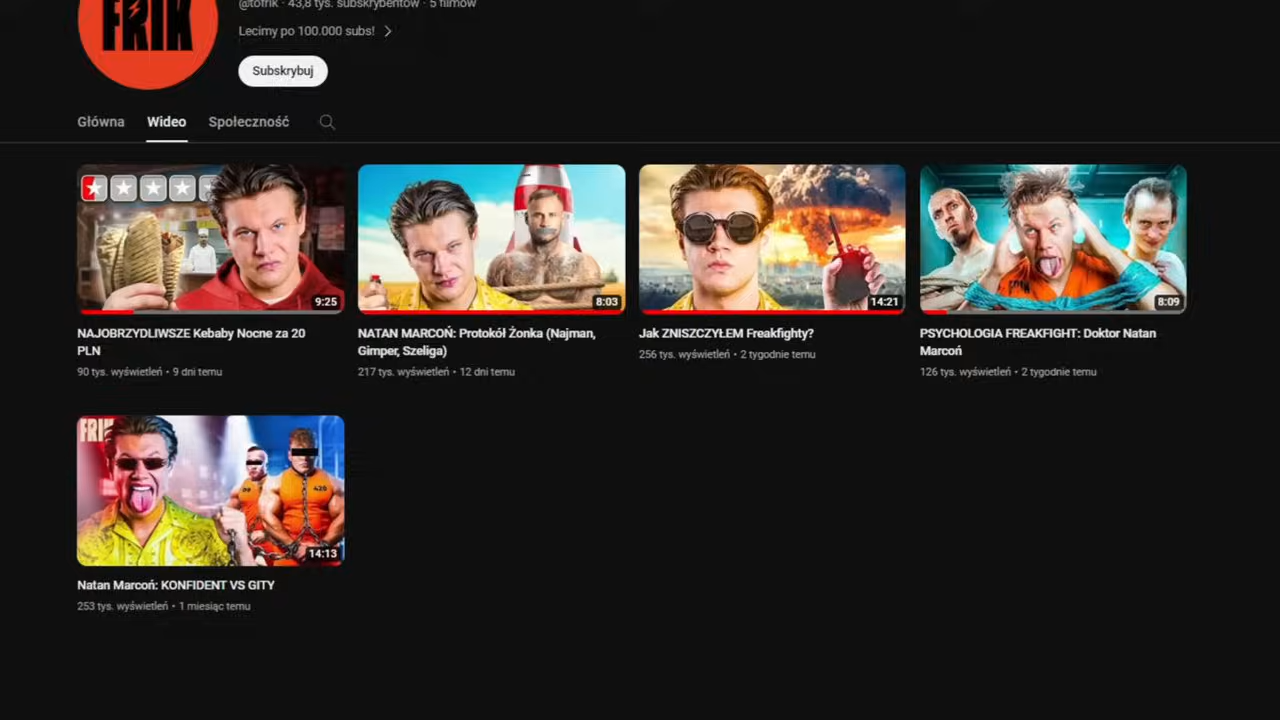 FRIK
@tofrik · 43,8 tys. subskrybentów · 5 filmów
Lecimy po 100.000 subs!
Subskrybuj
Główna
Wideo
Społeczność
9:25
8:03
14:21
FRIK
8:09
NAJOBRZYDLIWSZE Kebaby Nocne za 20
PLN
90 tys. wyświetleń • 9 dni temu
NATAN MARCOŃ: Protokół Żonka (Najman,
Gimper, Szeliga)
217 tys. wyświetleń • 12 dni temu
Jak ZNISZCZYŁEM Freakfighty?
256 tys. wyświetleń • 2 tygodnie temu
PSYCHOLOGIA FREAKFIGHT: Doktor Natan
Marcoń
126 tys. wyświetleń • 2 tygodnie temu
FRIK
420
14:13
Natan Marcoń: KONFIDENT VS GITY
253 tys. wyświetleń • 1 miesiąc temu